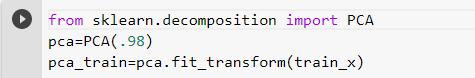 from sklearn.decomposition import PCA
pca=PCA(.98)
pca_train=pca.fit_transform(train_x)